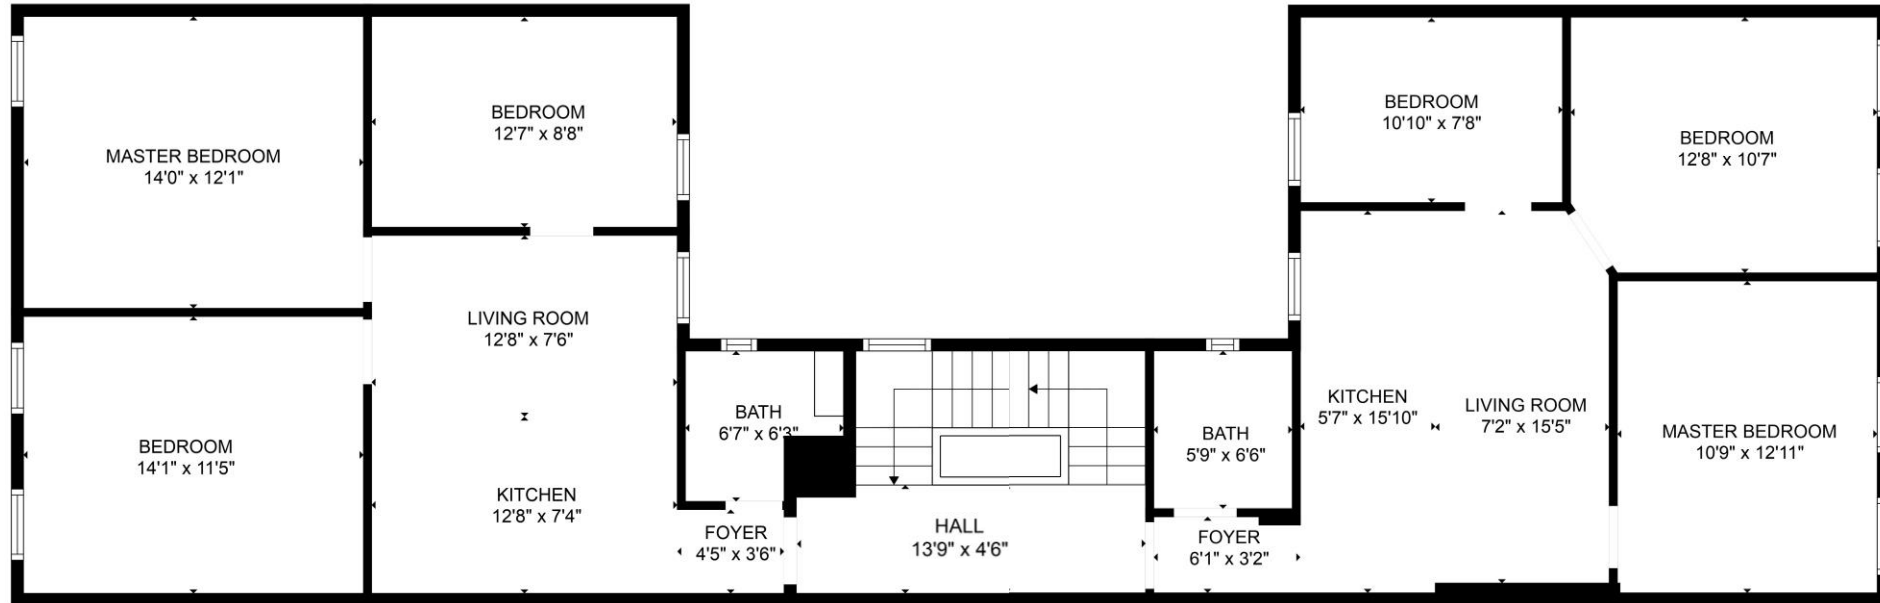 MASTER BEDROOM
14'0" x 12'1"
BEDROOM
12'7" x 8'8"
BEDROOM
10'10" x 7'8"
BEDROOM
12'8" x 10'7"
LIVING ROOM
12'8" x 7'6"
BEDROOM
14'1" x 11'5"
KITCHEN
12'8" x 7'4"
BATH
6'7" x 6'3"
FOYER
4'5" x 3'6"
HALL
13'9" x 4'6"
BATH
5'9" x 6'6"
FOYER
6'1" x 3'2"
KITCHEN
5'7" x 15'10"
LIVING ROOM
7'2" x 15'5"
MASTER BEDROOM
10'9" x 12'11"